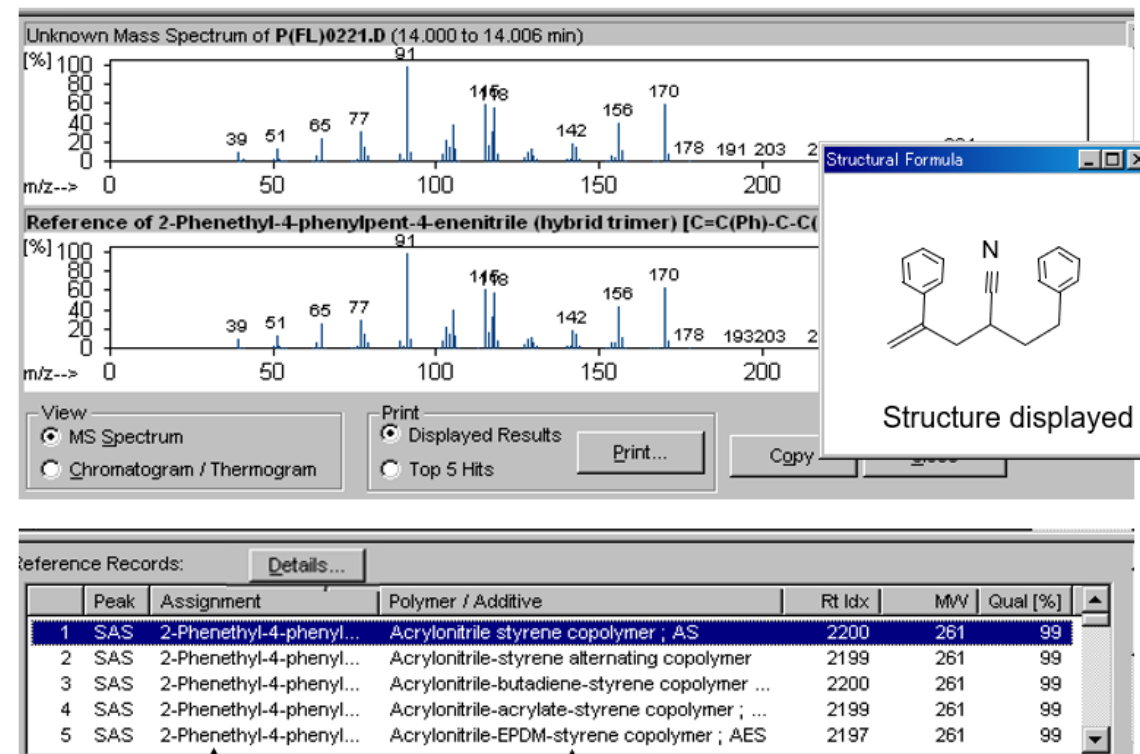 Unknown Mass Spectrum of P(FL)0221.D (14.000 to 14.006 min)
[%] 100
80
60
40
20
0
39 51 65 77 91 118 142 156 170 178 191 203
m/z--> 0 50 100 150 200
Reference of 2-Phenethyl-4-phenylpent-4-enenitrile (hybrid trimer) [C=C(Ph)-C-C(
[%] 100
80
60
40
20
0
39 51 65 77 91 118 142 156 170 178 193203
m/z--> 0 50 100 150 200
Structural Formula
N
Structure displayed
View
MS Spectrum
Chromatogram / Thermogram
Print
Displayed Results
Top 5 Hits
Print...
Copy
Reference Records:
Details...
Peak Assignment Polymer / Additive Rt Idx MW Qual [%]
1 SAS 2-Phenethyl-4-phenyl... Acrylonitrile styrene copolymer ; AS 2200 261 99
2 SAS 2-Phenethyl-4-phenyl... Acrylonitrile-styrene alternating copolymer 2199 261 99
3 SAS 2-Phenethyl-4-phenyl... Acrylonitrile-butadiene-styrene copolymer ... 2200 261 99
4 SAS 2-Phenethyl-4-phenyl... Acrylonitrile-acrylate-styrene copolymer ; ... 2199 261 99
5 SAS 2-Phenethyl-4-phenyl... Acrylonitrile-EPDM-styrene copolymer ; AES 2197 261 99